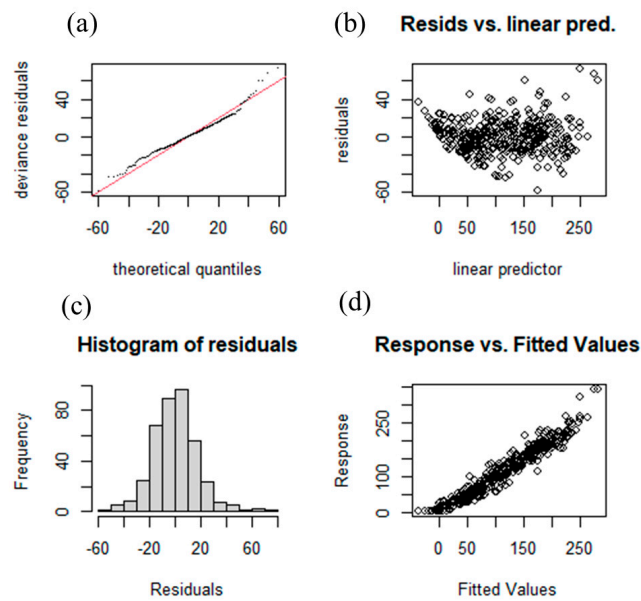 (a)
deviance residuals
40
0
-60
-60
-20
20
60
theoretical quantiles
(b)
Resids vs. linear pred.
residuals
40
0
-60
0
50
150
250
linear predictor
(c)
Histogram of residuals
Frequency
80
40
0
-60
-20
20
60
Residuals
(d)
Response vs. Fitted Values
Response
250
100
0
0
50
150
250
Fitted Values